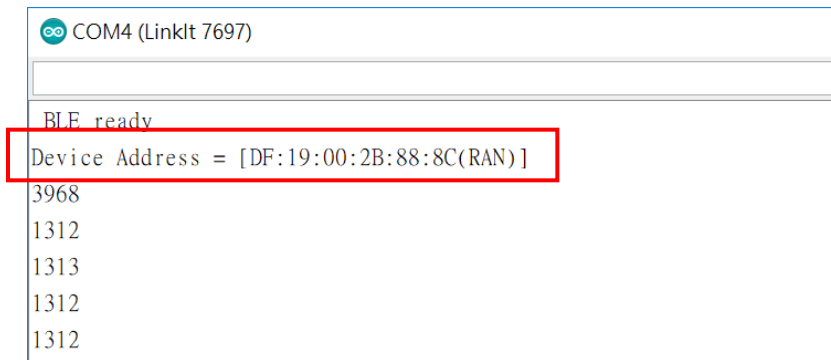 COM4 (LinkIt 7697)
BLE ready
Device Address = [DF:19:00:2B:88:8C(RAN)]
3968
1312
1313
1312
1312